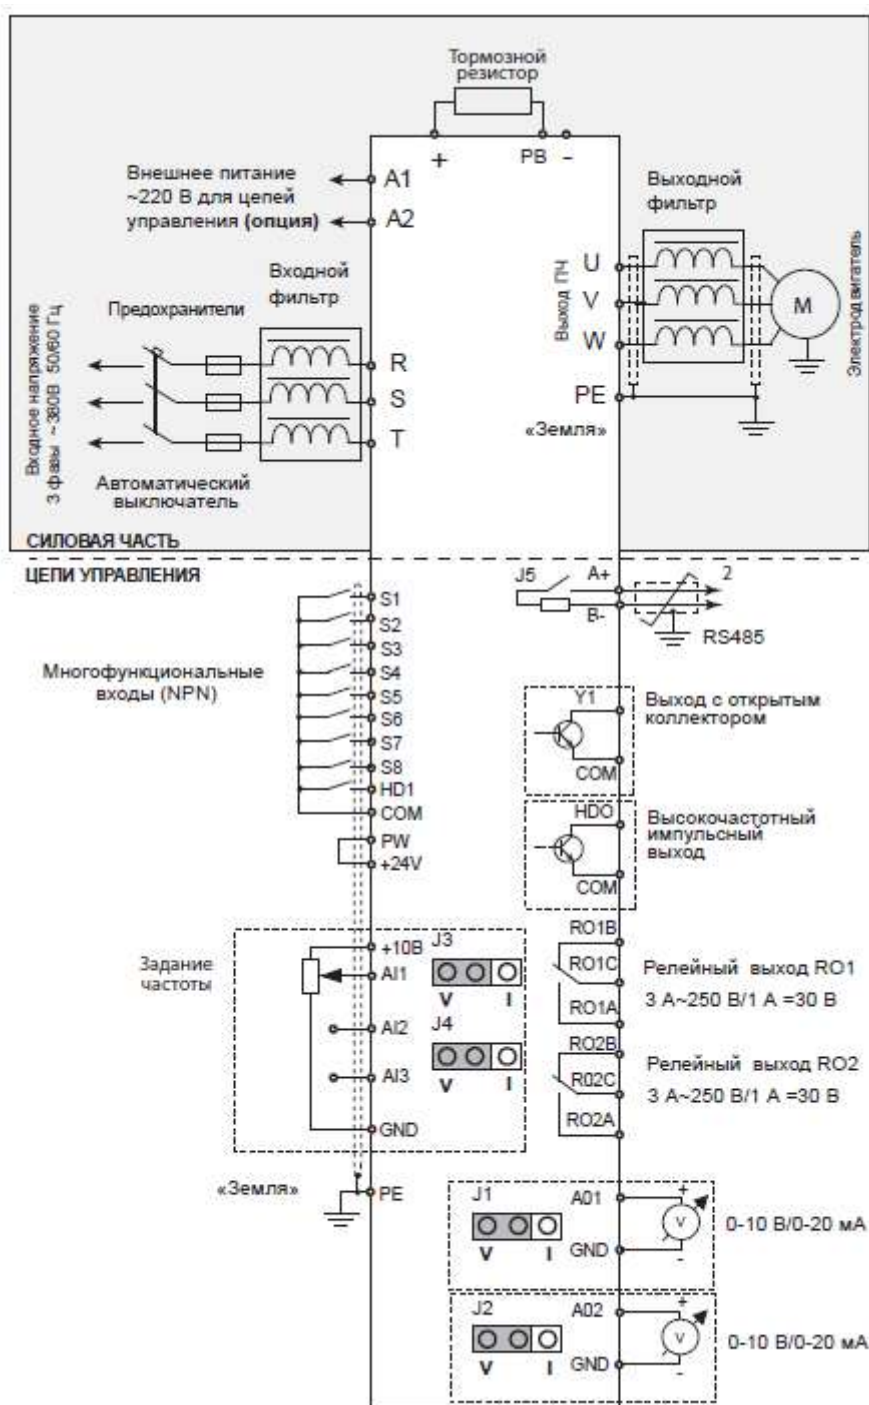 Тормозной
резистор
+
PB
-
Внешнее питание
~220 В для цепей
управления (опция)
A1
A2
Выходной
фильтр
Выход ПЧ
U
V
W
M
Электродвигатель
Входной
фильтр
Предохранители
Входное напряжение
3 фазы ~380В 50/60 Гц
R
S
T
PE
«Земля»
Автоматический
выключатель
СИЛОВАЯ ЧАСТЬ
ЦЕПИ УПРАВЛЕНИЯ
S1
S2
S3
S4
S5
S6
S7
S8
HD1
COM
PW
+24V
Многофункциональные
входы (NPN)
J5
A+
B-
2
RS485
Y1
COM
Выход с открытым
коллектором
HDO
COM
Высокочастотный
импульсный
выход
Задание
частоты
+10В
AI1
AI2
AI3
GND
J3
V I
J4
V I
RO1B
RO1C
RO1A
Релейный выход RO1
3 А~250 В/1 А =30 В
RO2B
R02C
RO2A
Релейный выход RO2
3 А~250 В/1 А =30 В
«Земля»
PE
J1
V I
A01
GND
+
V
-
0-10 В/0-20 мА
J2
V I
A02
GND
+
V
-
0-10 В/0-20 мА